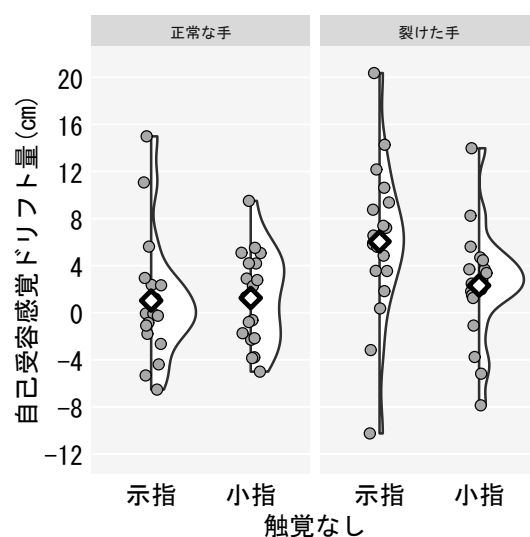 正常な手
裂けた手
自己受容感覚ドリフト量(cm)
20
16
12
8
4
0
−4
−8
−12
示指
小指
示指
小指
触覚なし